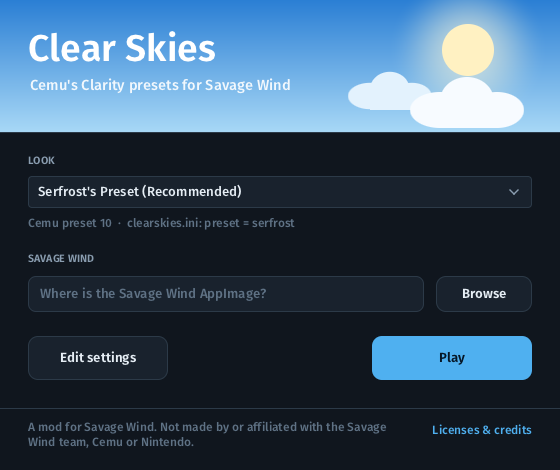 Clear Skies
Cemu's Clarity presets for Savage Wind
LOOK
Serfrost's Preset (Recommended)
Cemu preset 10 · clearskies.ini: preset = serfrost
SAVAGE WIND
Where is the Savage Wind AppImage?
Browse
Edit settings
Play
A mod for Savage Wind. Not made by or affiliated with the Savage
Wind team, Cemu or Nintendo.
Licenses & credits